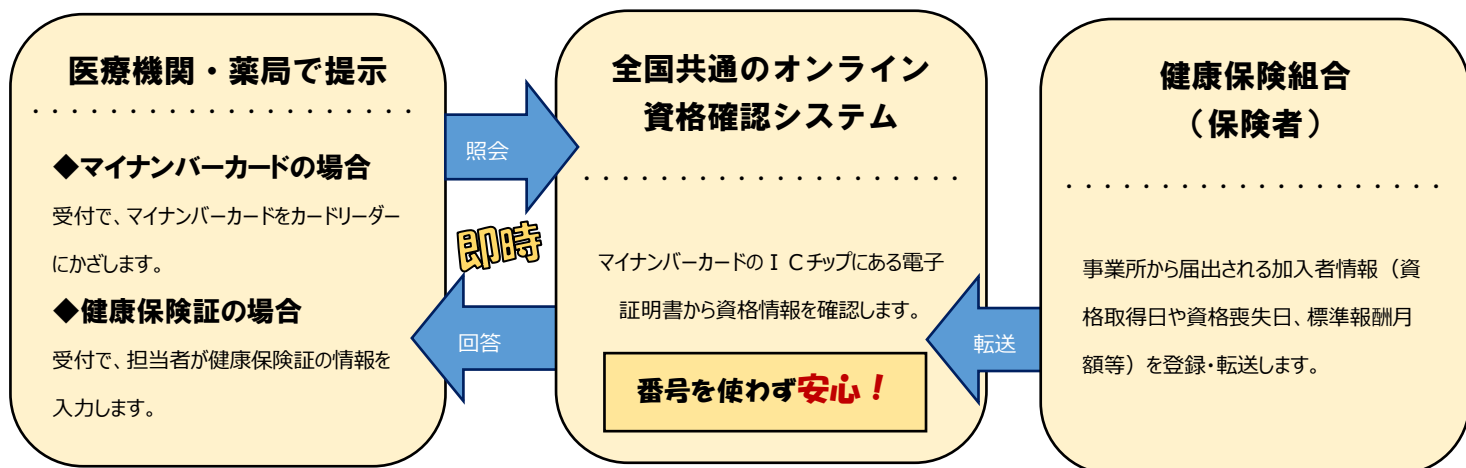 医療機関・薬局で提示
◆マイナンバーカードの場合
受付で、マイナンバーカードをカードリーダー
にかざします。
◆健康保険証の場合
受付で、担当者が健康保険証の情報を
入力します。
照会
即時
回答
全国共通のオンライン
資格確認システム
マイナンバーカードのＩＣチップにある電子
証明書から資格情報を確認します。
番号を使わず安心！
転送
健康保険組合
（保険者）
事業所から届出される加入者情報（資
格取得日や資格喪失日、標準報酬月
額等）を登録・転送します。